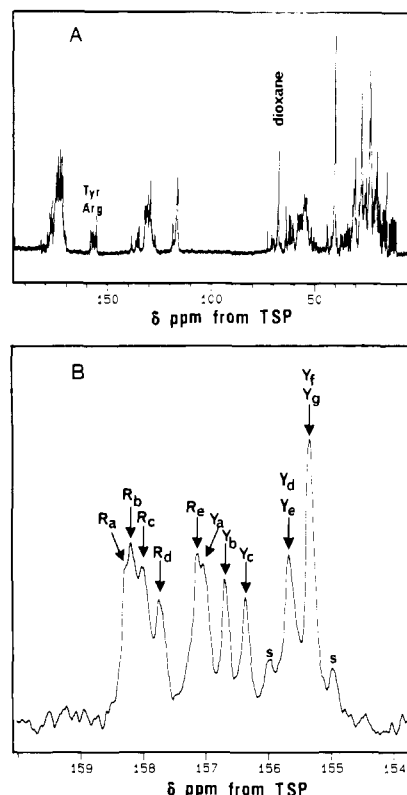 A
dioxane
Tyr
Arg
150
100
50
δ ppm from TSP
B
Yf
Yg
Yd
Ye
Rb
Ra
Rc
Rd
Re
Ya
Yb
Yc
s
s
159
158
157
156
155
154
δ ppm from TSP